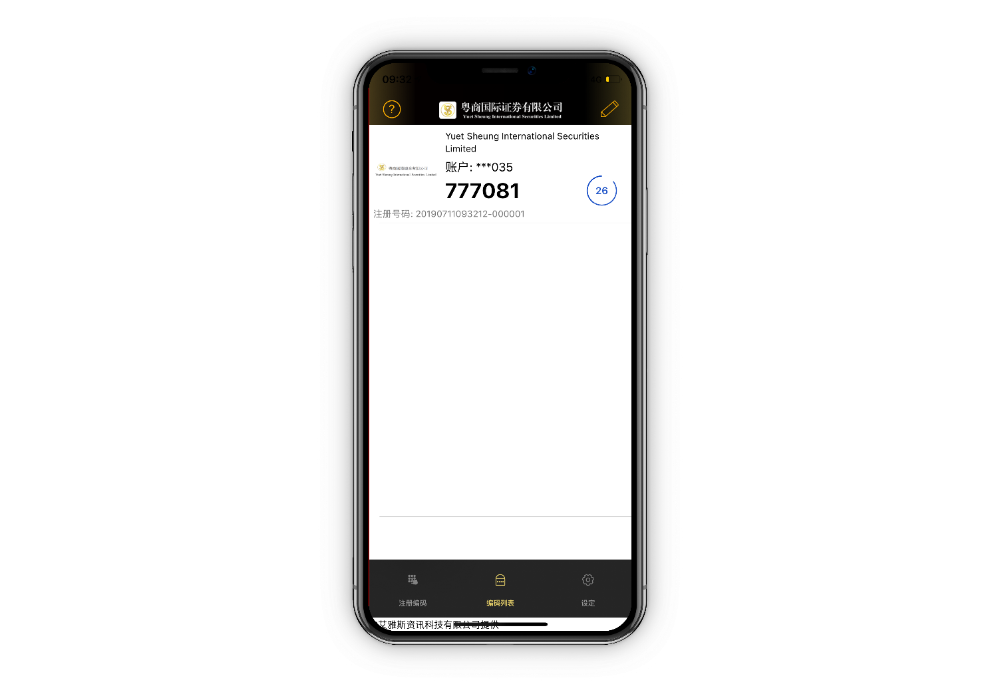 09:32
4G
?
粤商国际证券有限公司
Yuet Sheung International Securities Limited
Yuet Sheung International Securities
Limited
粤商國際證券有限公司
Yuet Sheung International Securities Limited
账户: ***035
777081
26
注册号码: 20190711093212-000001
注册编码
编码列表
设定
艾雅斯资讯科技有限公司提供